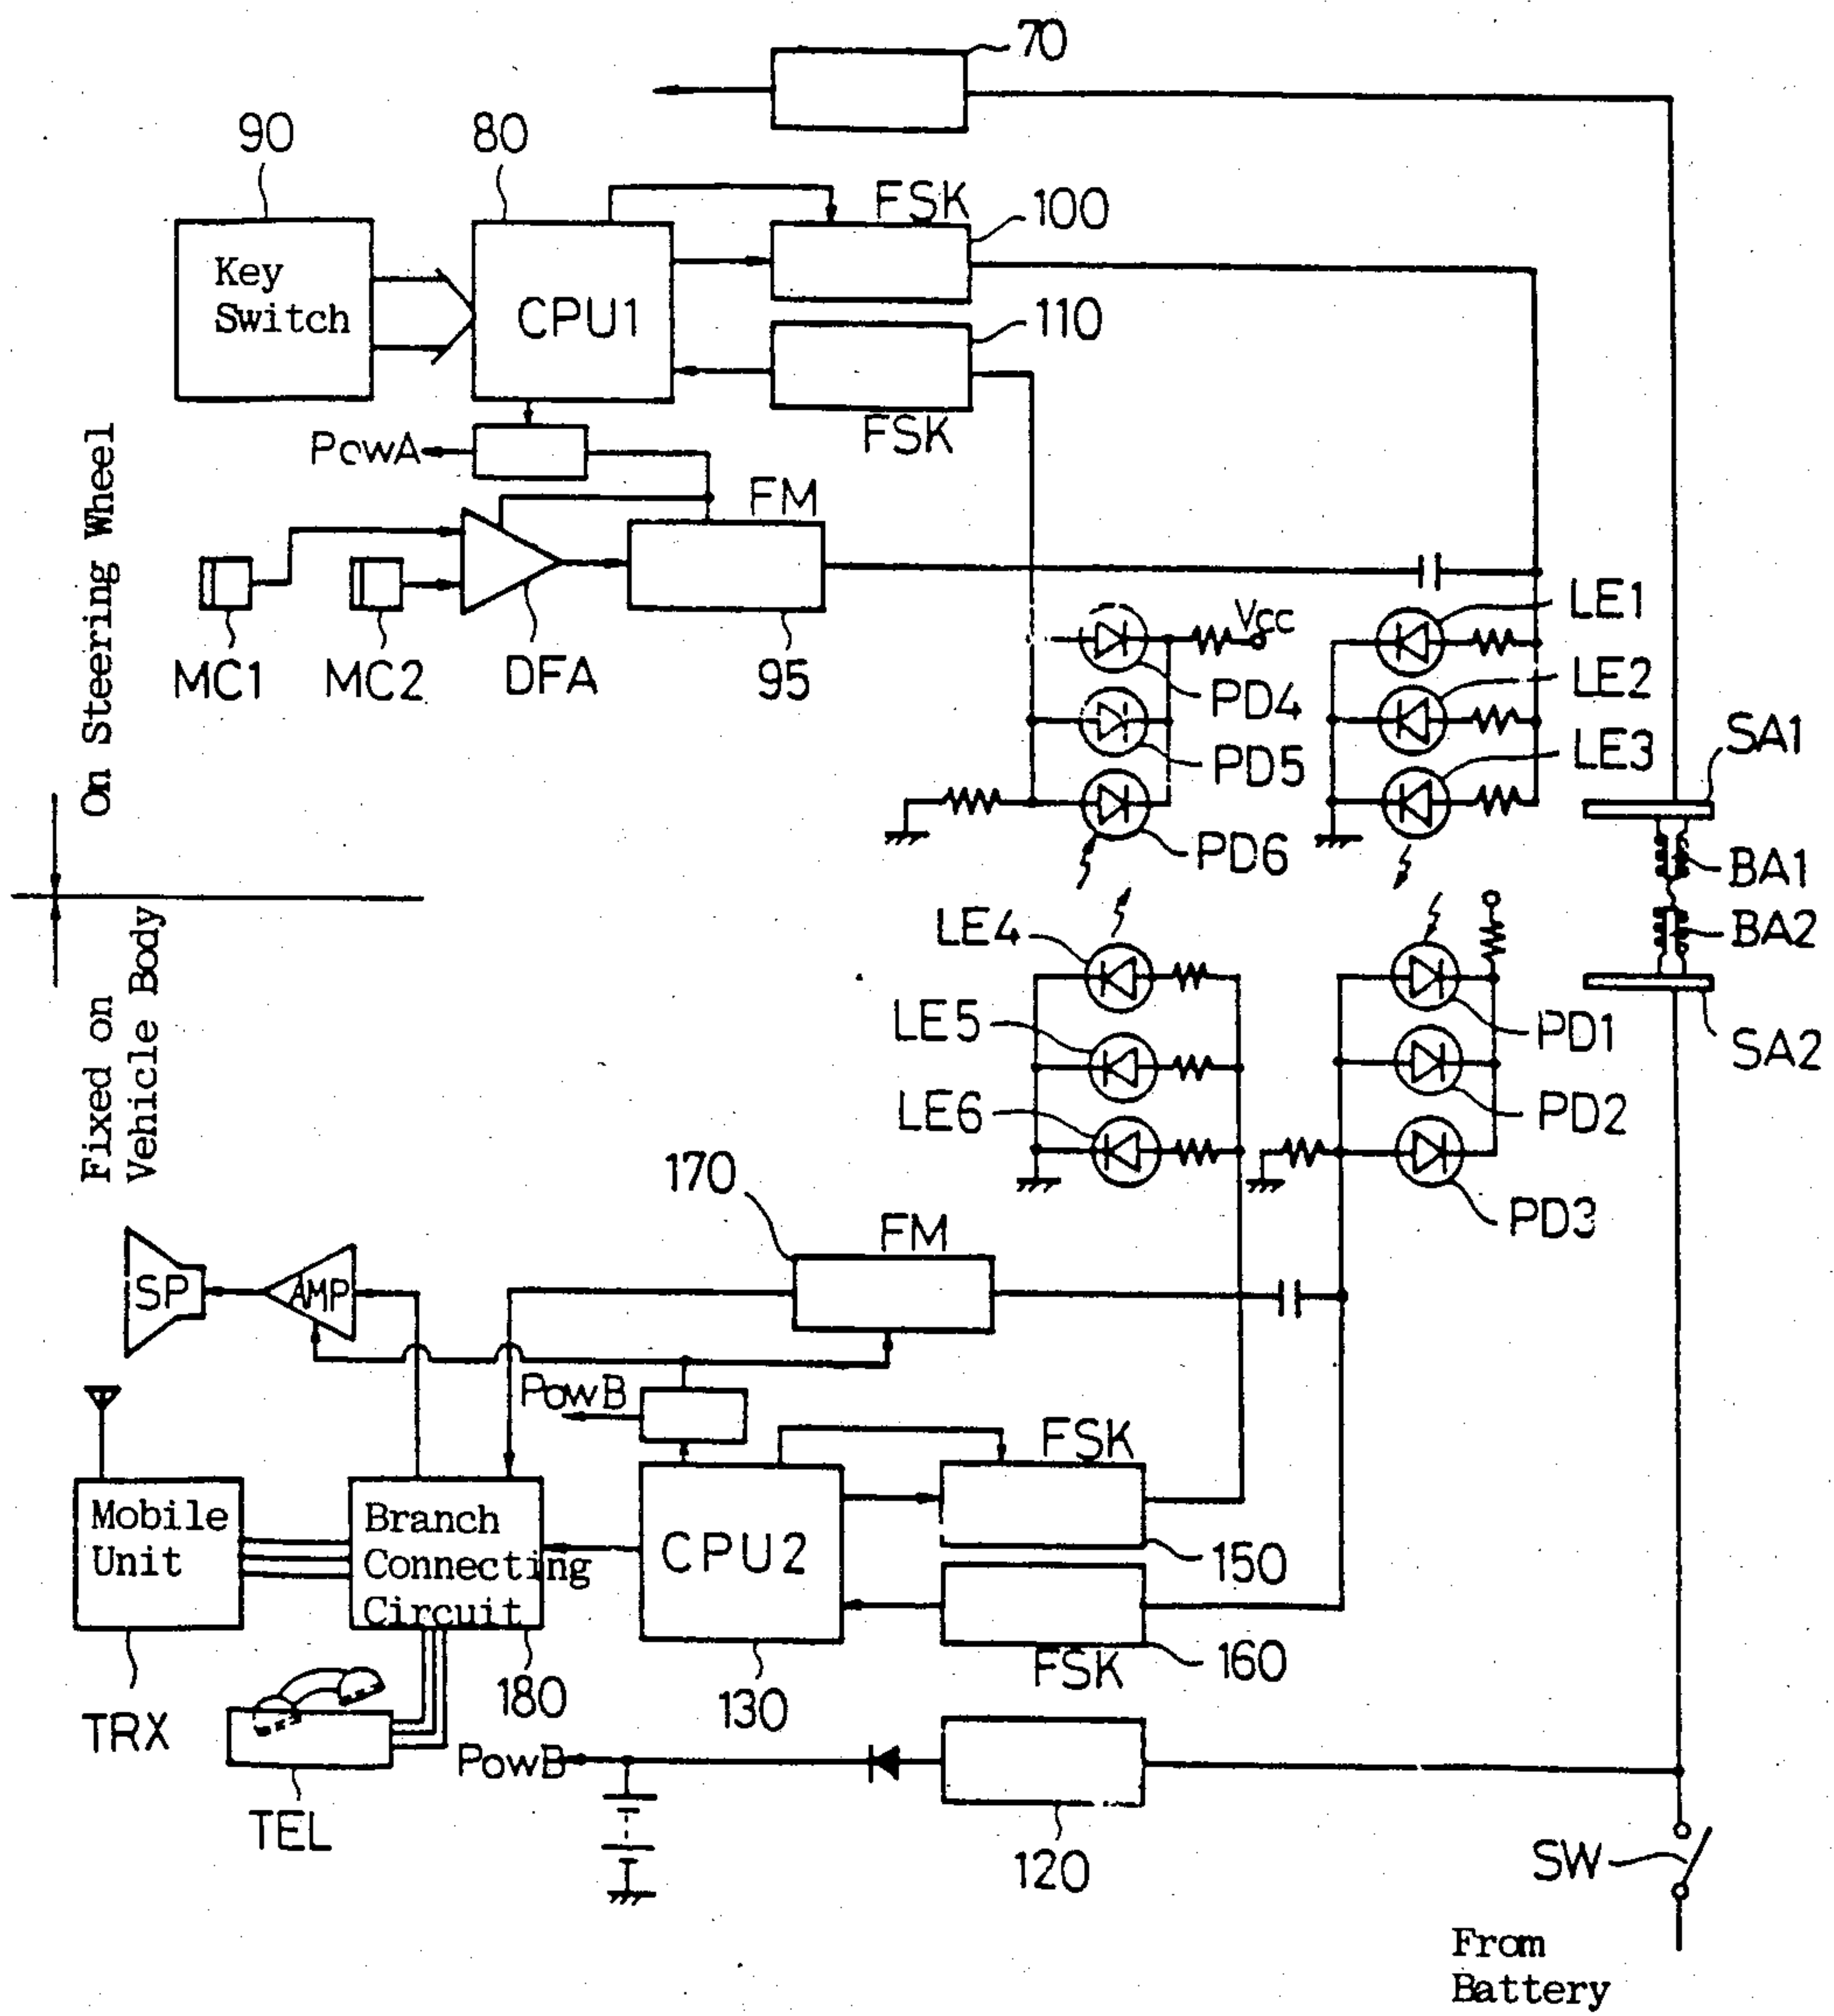 70
90
80
FSK
100
Key
Switch
CPU1
110
FSK
PowA
FM
MC1
MC2
DFA
95
Vcc
LE1
LE2
LE3
PD4
PD5
PD6
SA1
BA1
BA2
SA2
On Steering Wheel
Fixed on
Vehicle Body
LE4
LE5
LE6
PD1
PD2
PD3
170
FM
SP
AMP
PowB
FSK
Mobile
Unit
Branch
Connecting
Circuit
CPU2
150
160
FSK
TRX
180
130
TEL
PowB
120
SW
From
Battery